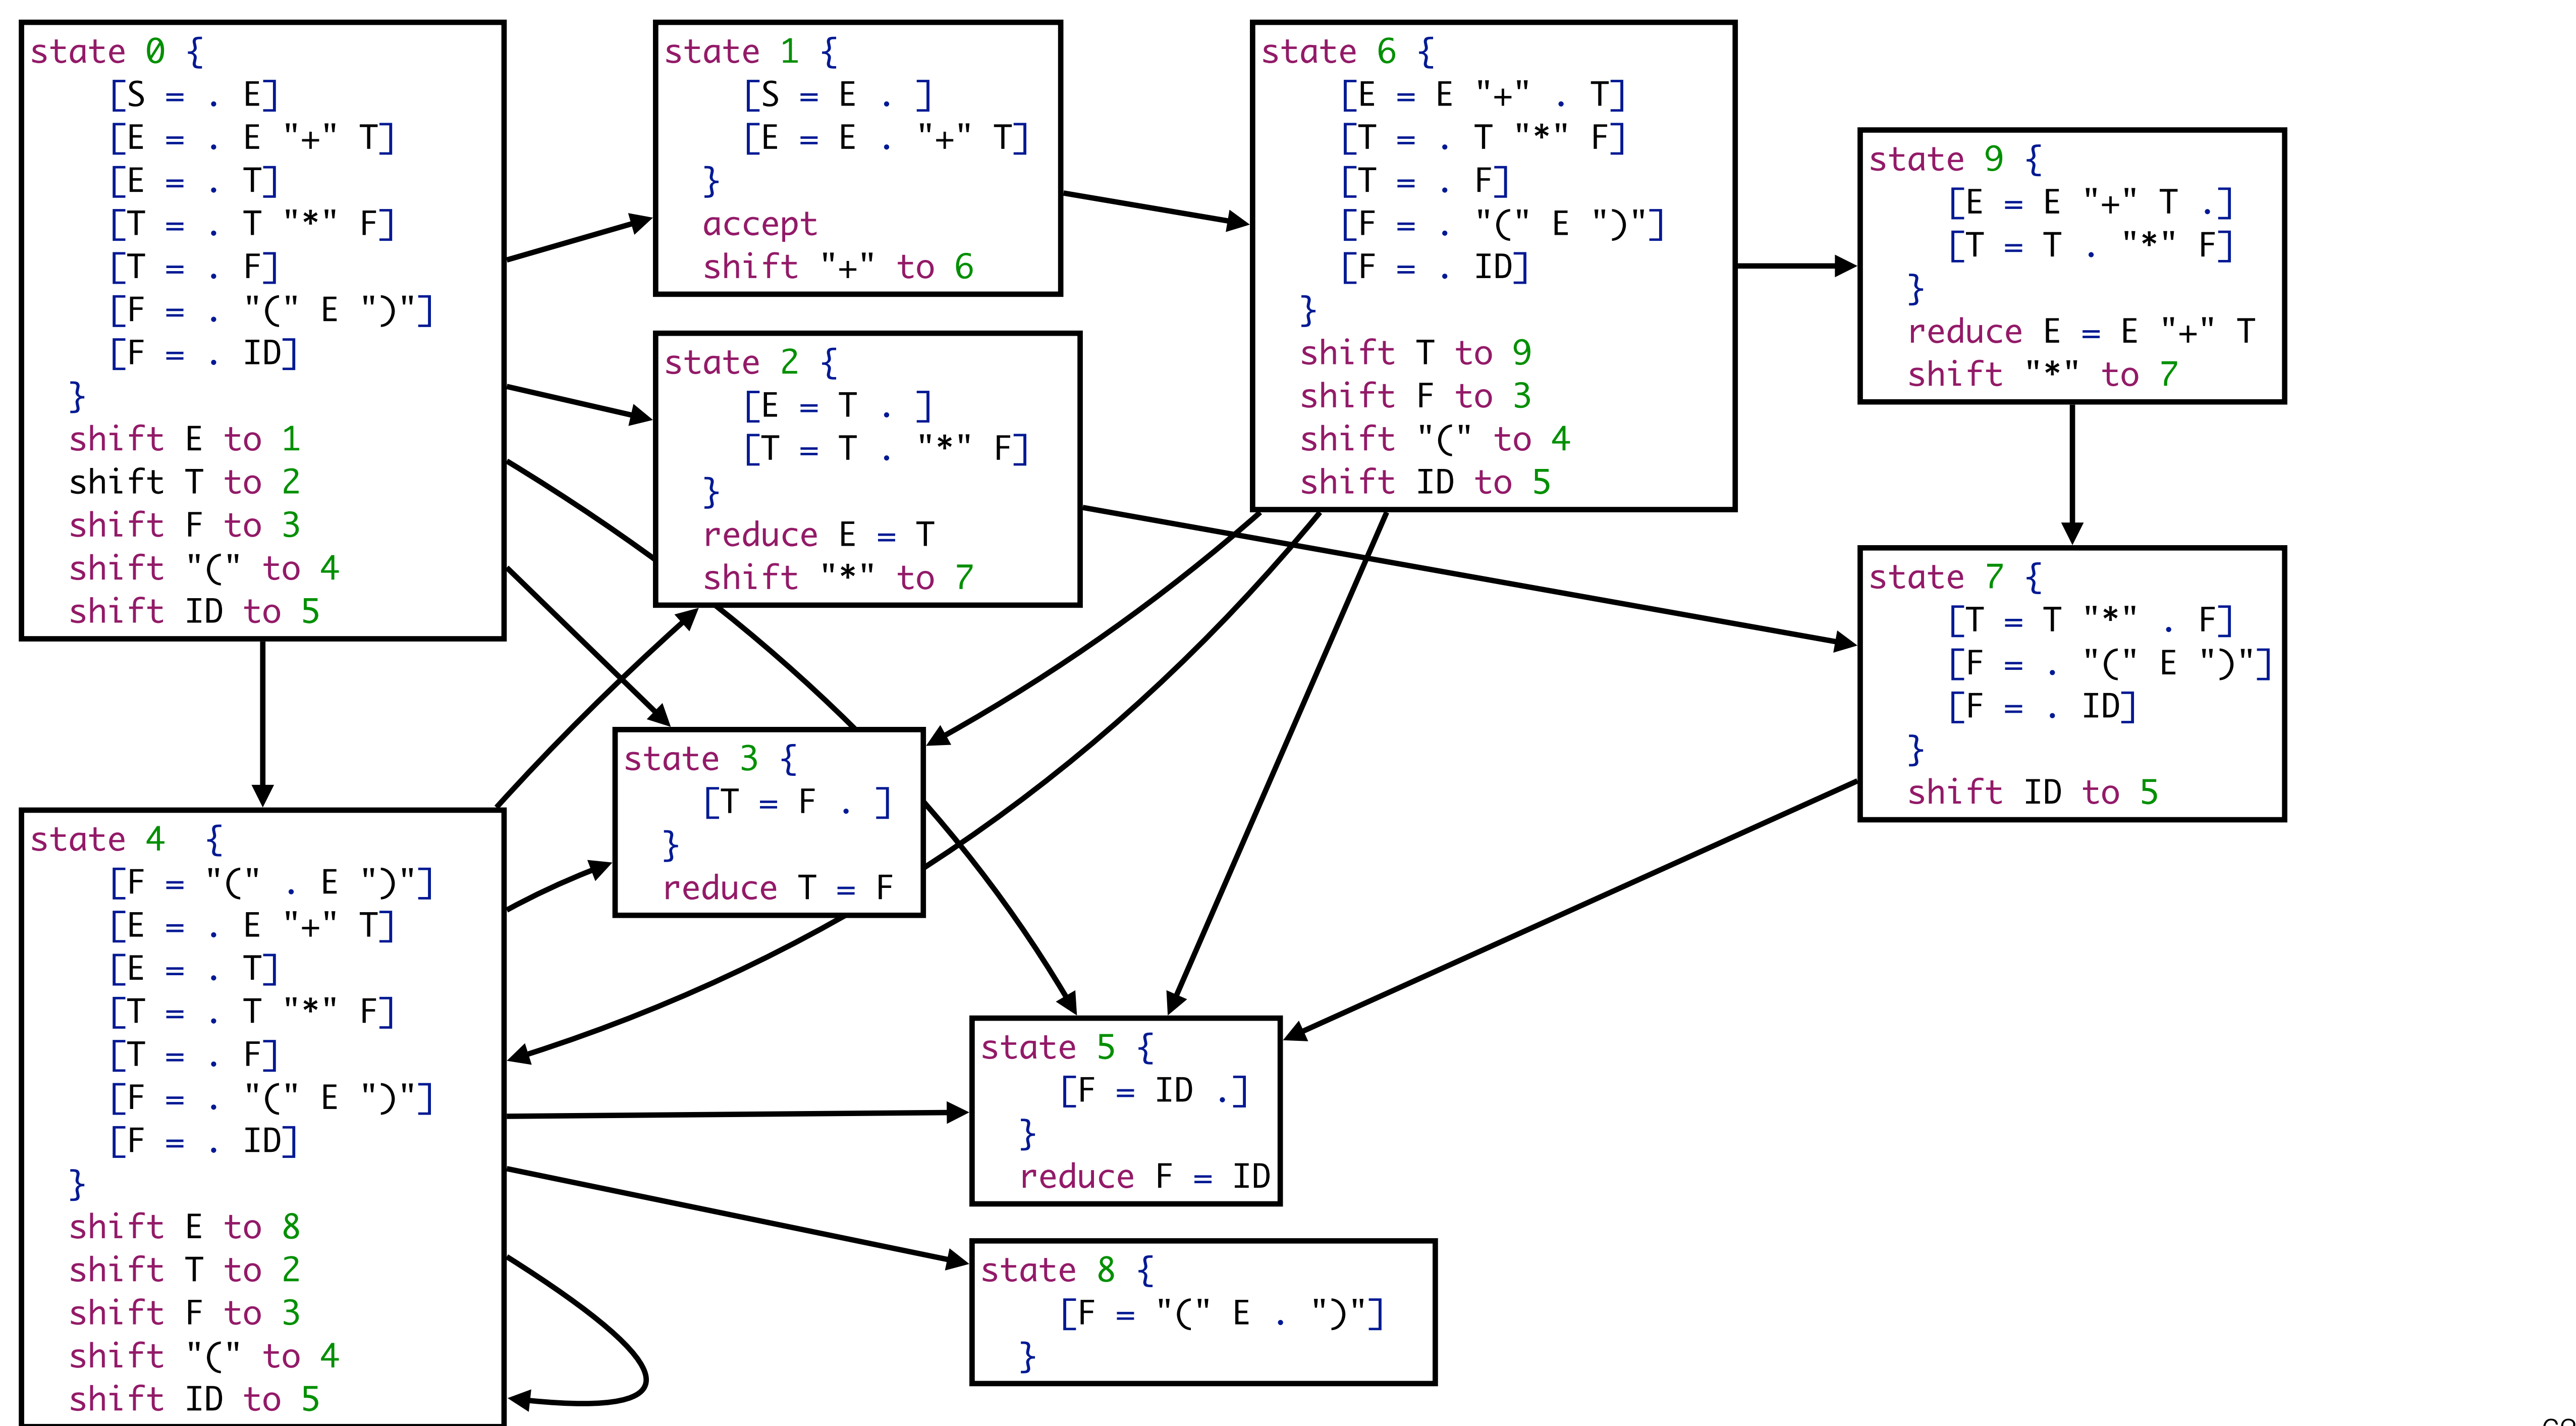 state 0 {
[S = . E]
[E = . E "+" T]
[E = . T]
[T = . T "*" F]
[T = . F]
[F = . "(" E ")"]
[F = . ID]
}
shift E to 1
shift T to 2
shift F to 3
shift "(" to 4
shift ID to 5
state 1 {
[S = E . ]
[E = E . "+" T]
}
accept
shift "+" to 6
state 2 {
[E = T . ]
[T = T . "*" F]
}
reduce E = T
shift "*" to 7
state 6 {
[E = E "+" . T]
[T = . T "*" F]
[T = . F]
[F = . "(" E ")"]
[F = . ID]
}
shift T to 9
shift F to 3
shift "(" to 4
shift ID to 5
state 9 {
[E = E "+" T .]
[T = T . "*" F]
}
reduce E = E "+" T
shift "*" to 7
state 7 {
[T = T "*" . F]
[F = . "(" E ")"]
[F = . ID]
}
shift ID to 5
state 3 {
[T = F . ]
}
reduce T = F
state 4 {
[F = "(" . E ")"]
[E = . E "+" T]
[E = . T]
[T = . T "*" F]
[T = . F]
[F = . "(" E ")"]
[F = . ID]
}
shift E to 8
shift T to 2
shift F to 3
shift "(" to 4
shift ID to 5
state 5 {
[F = ID .]
}
reduce F = ID
state 8 {
[F = "(" E . ")"]
}